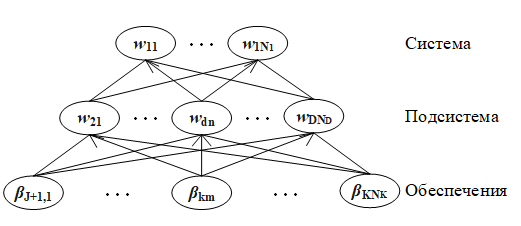 w11 ··· w1N1 Система
w21 ··· wdn ··· wDND Подсистема
βJ+1,1 ··· βkm ··· βKNK Обеспечения